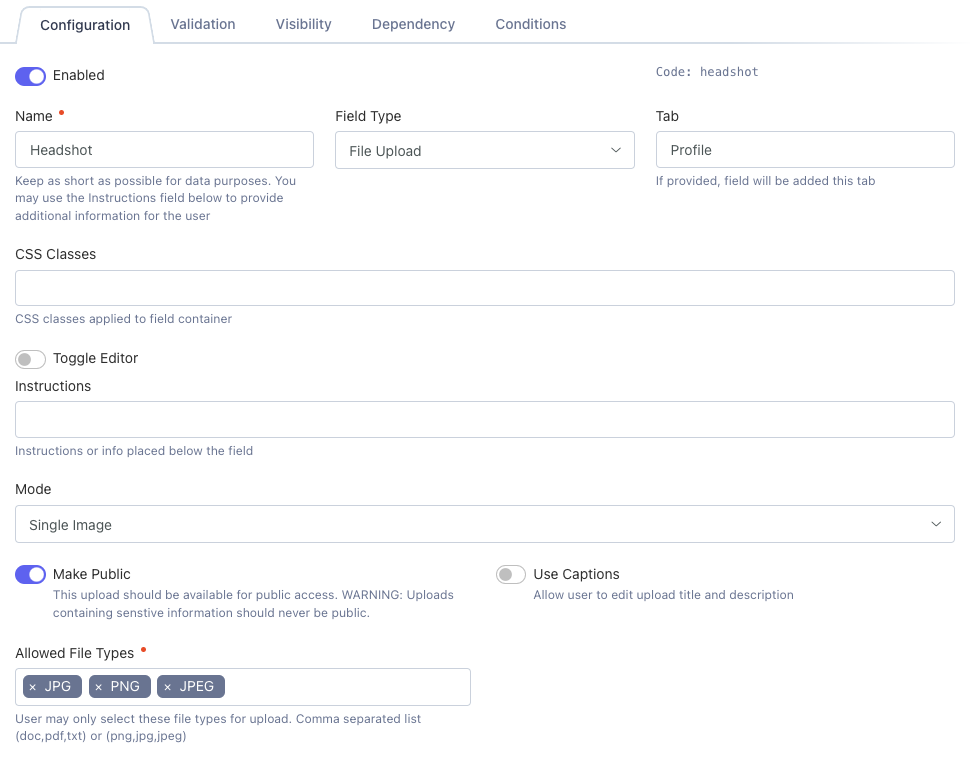 Configuration
Validation
Visibility
Dependency
Conditions
Enabled
Code: headshot
Name
Field Type
Tab
Headshot
File Upload
Profile
Keep as short as possible for data purposes. You
may use the Instructions field below to provide
additional information for the user
If provided, field will be added this tab
CSS Classes
CSS classes applied to field container
Toggle Editor
Instructions
Instructions or info placed below the field
Mode
Single Image
Make Public
This upload should be available for public access. WARNING: Uploads
containing senstive information should never be public.
Use Captions
Allow user to edit upload title and description
Allowed File Types
× JPG × PNG × JPEG
User may only select these file types for upload. Comma separated list
(doc,pdf,txt) or (png,jpg,jpeg)